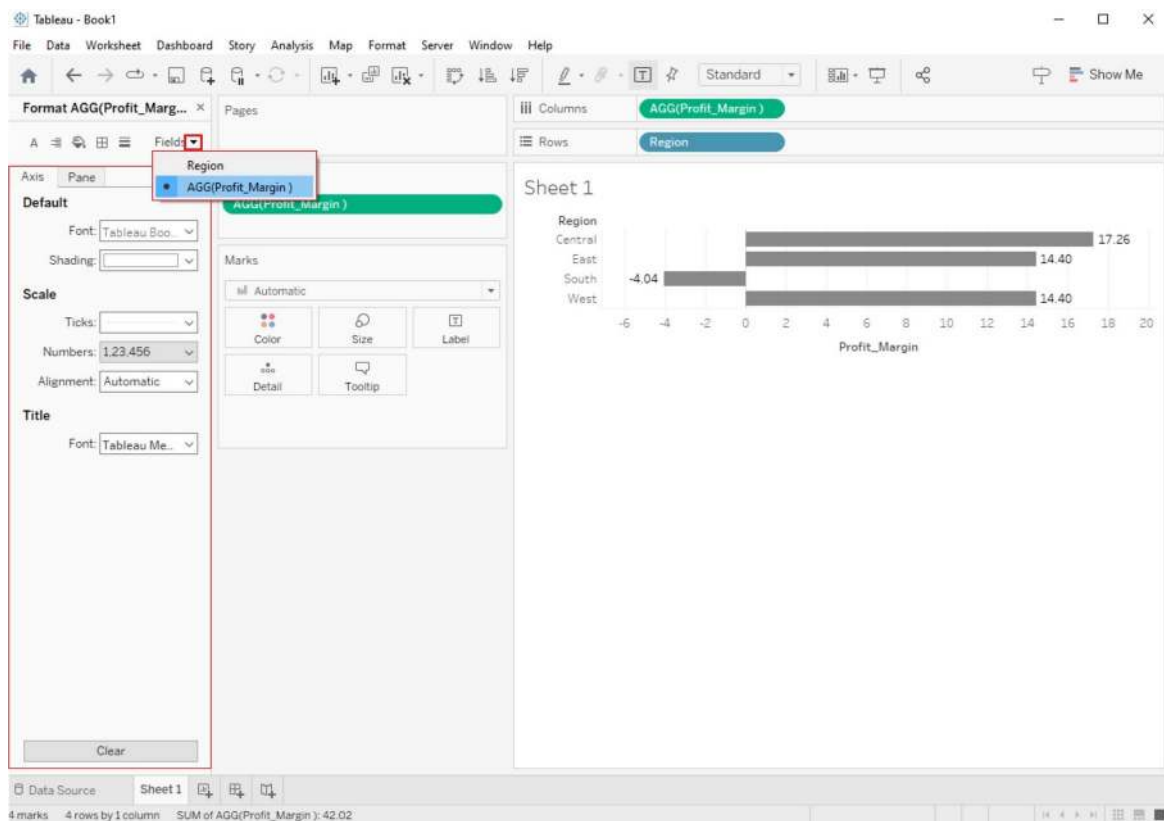 Tableau - Book1
File Data Worksheet Dashboard Story Analysis Map Format Server Window Help
Standard
Show Me
Format AGG(Profit_Marg... ×
Pages
Columns
AGG(Profit_Margin )
A
Fields
Rows
Region
Region
AGG(Profit_Margin )
Axis Pane
Default
Font: Tableau Boo...
Shading:
Scale
Ticks:
Numbers: 1,23,456
Alignment: Automatic
Title
Font: Tableau Me..
Clear
AGG(Profit_Margin )
Marks
Automatic
Color Size Label
Detail Tooltip
Sheet 1
Region
Central 17.26
East 14.40
South -4.04
West 14.40
-6 -4 -2 0 2 4 6 8 10 12 14 16 18 20
Profit_Margin
Data Source Sheet 1
4 marks 4 rows by 1 column SUM of AGG(Profit_Margin ): 42.02